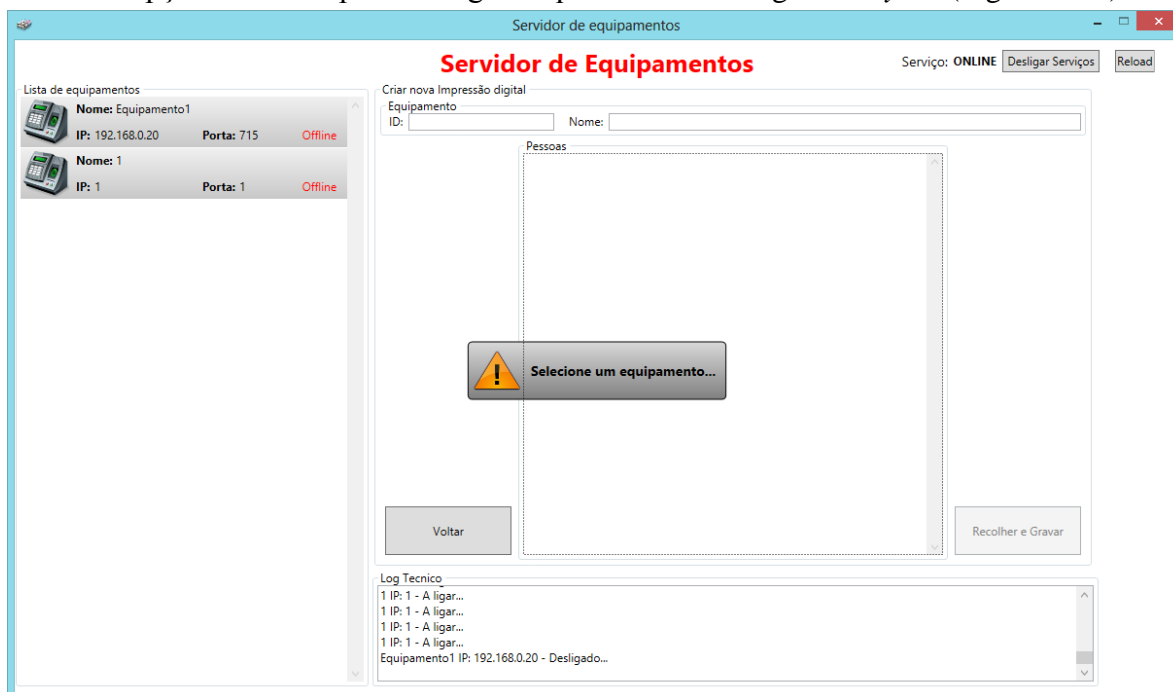 Servidor de equipamentos
Servidor de Equipamentos
Serviço: ONLINE Desligar Serviços Reload
Lista de equipamentos
Nome: Equipamento1
IP: 192.168.0.20 Porta: 715 Offline
Nome: 1
IP: 1 Porta: 1 Offline
Criar nova Impressão digital
Equipamento
ID: Nome:
Pessoas
Selecione um equipamento...
Voltar
Recolher e Gravar
Log Tecnico
1 IP: 1 - A ligar...
1 IP: 1 - A ligar...
1 IP: 1 - A ligar...
1 IP: 1 - A ligar...
Equipamento1 IP: 192.168.0.20 - Desligado...